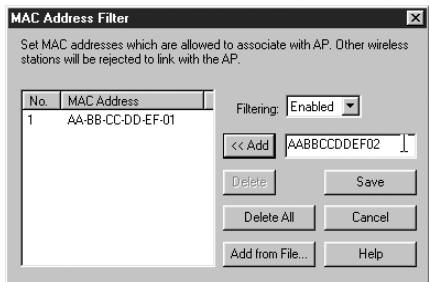 MAC Address Filter
Set MAC addresses which are allowed to associate with AP. Other wireless
stations will be rejected to link with the AP.
No. MAC Address
1 AA-BB-CC-DD-EF-01
Filtering: Enabled
<< Add AABBCCDDEF02
Delete Save
Delete All Cancel
Add from File... Help